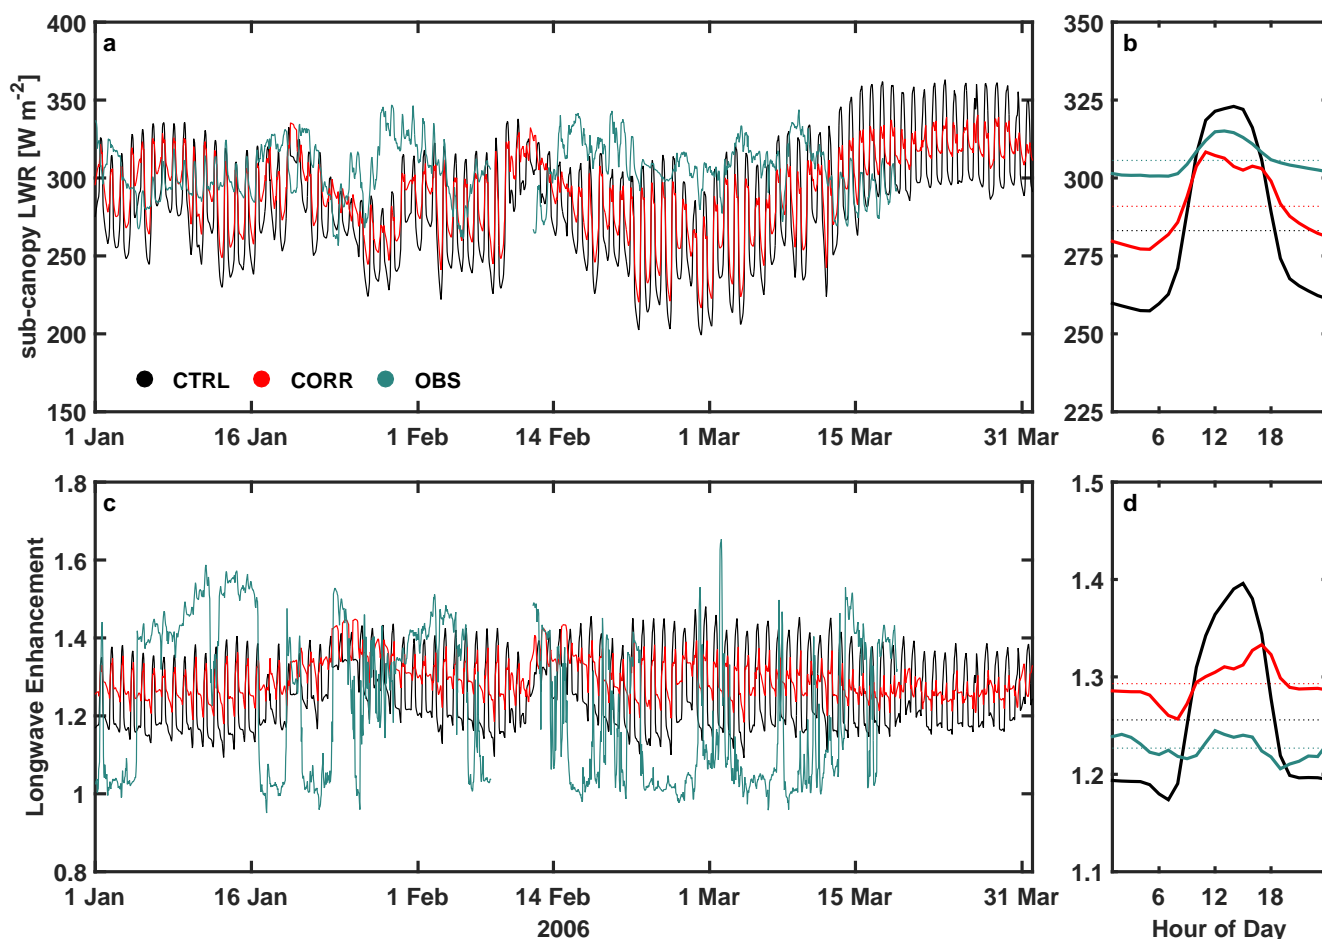 a
sub-canopy LWR [W m-2]
400
350
300
250
200
150
CTRL CORR OBS
1 Jan 16 Jan 1 Feb 14 Feb 1 Mar 15 Mar 31 Mar
b
350
325
300
275
250
225
6 12 18
c
Longwave Enhancement
1.8
1.6
1.4
1.2
1
0.8
1 Jan 16 Jan 1 Feb 14 Feb 1 Mar 15 Mar 31 Mar
2006
d
1.5
1.4
1.3
1.2
1.1
6 12 18
Hour of Day